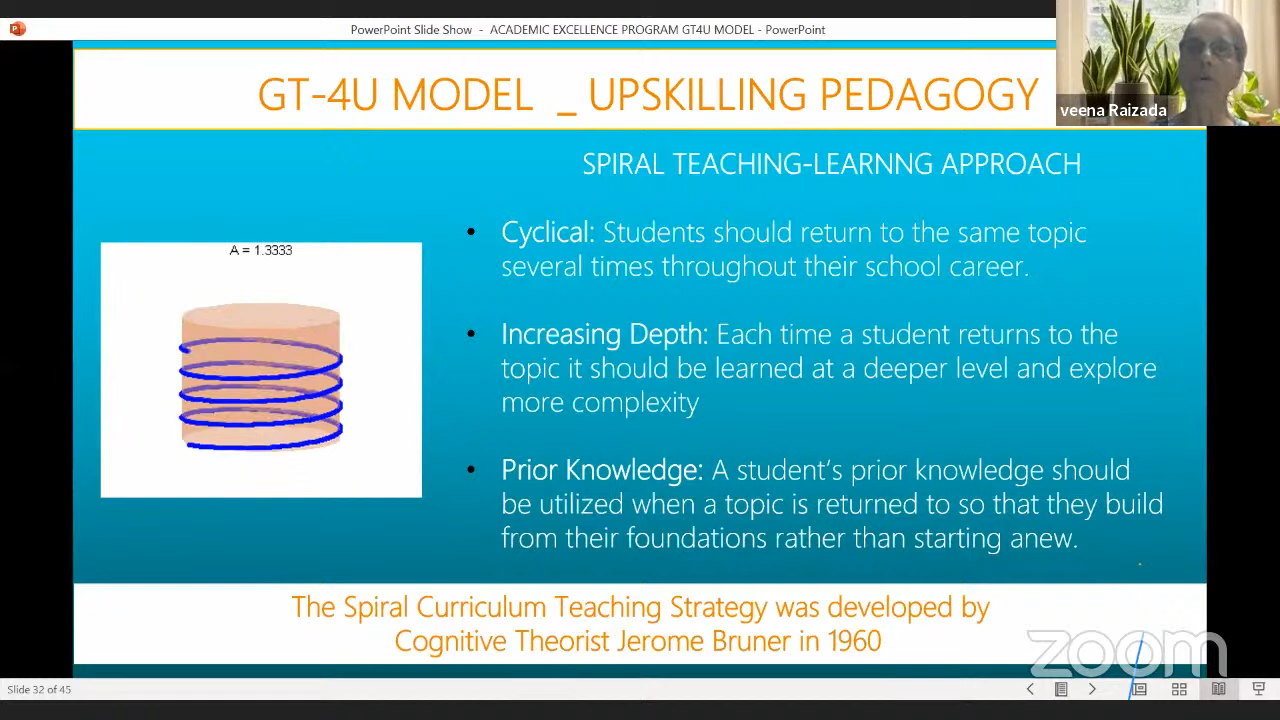 PowerPoint Slide Show - ACADEMIC EXCELLENCE PROGRAM GT4U MODEL - PowerPoint
GT-4U MODEL _ UPSKILLING PEDAGOGY
veena Raizada
SPIRAL TEACHING-LEARNNG APPROACH
A = 1.3333
• Cyclical: Students should return to the same topic
several times throughout their school career.
• Increasing Depth: Each time a student returns to the
topic it should be learned at a deeper level and explore
more complexity
• Prior Knowledge: A student's prior knowledge should
be utilized when a topic is returned to so that they build
from their foundations rather than starting anew.
The Spiral Curriculum Teaching Strategy was developed by
Cognitive Theorist Jerome Bruner in 1960
zoom
Slide 32 of 45